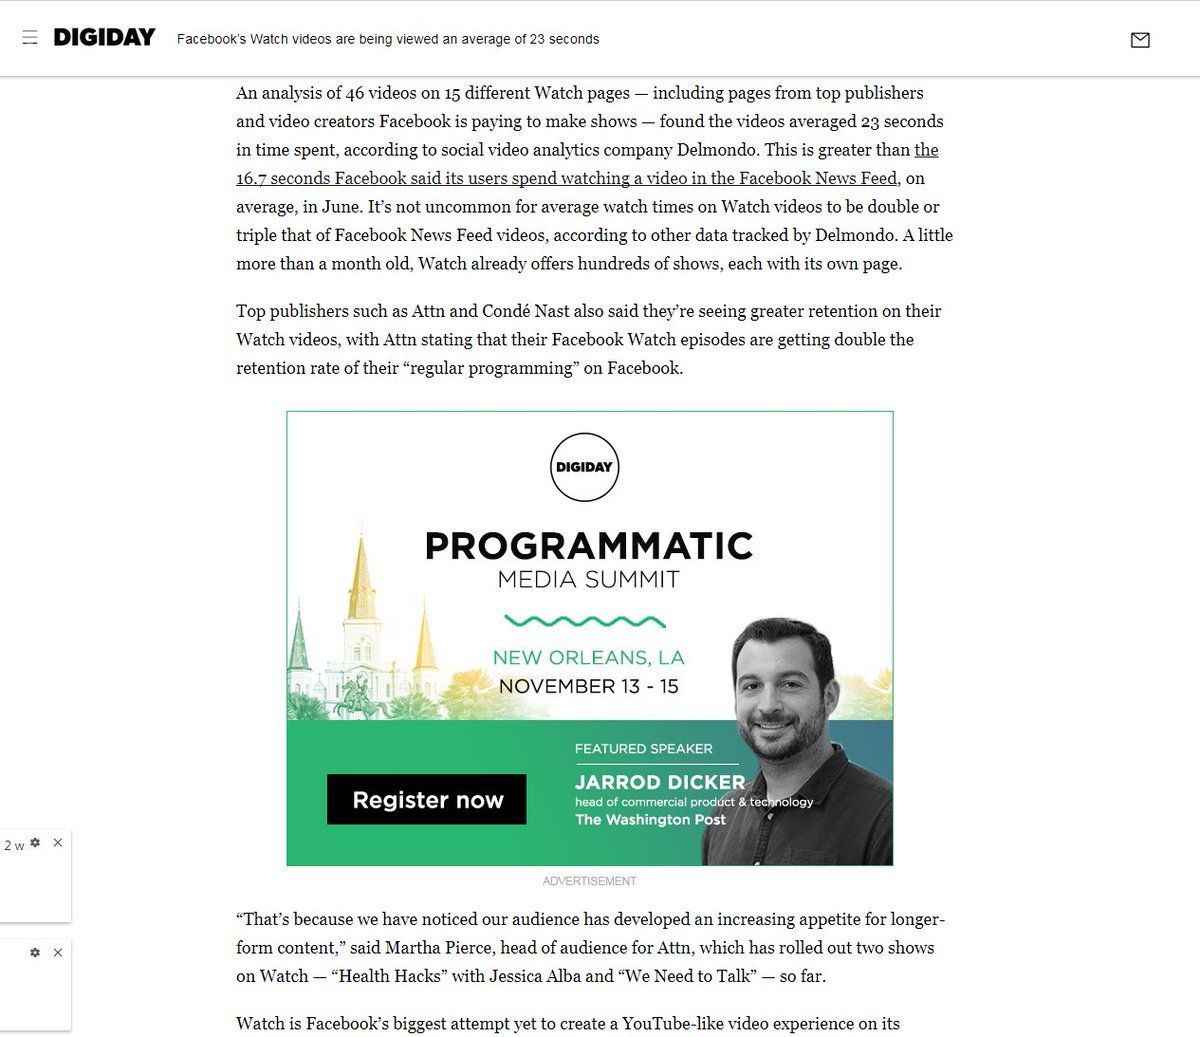 DIGIDAY
Facebook's Watch videos are being viewed an average of 23 seconds
An analysis of 46 videos on 15 different Watch pages — including pages from top publishers
and video creators Facebook is paying to make shows — found the videos averaged 23 seconds
in time spent, according to social video analytics company Delmondo. This is greater than the
16.7 seconds Facebook said its users spend watching a video in the Facebook News Feed, on
average, in June. It’s not uncommon for average watch times on Watch videos to be double or
triple that of Facebook News Feed videos, according to other data tracked by Delmondo. A little
more than a month old, Watch already offers hundreds of shows, each with its own page.
Top publishers such as Attn and Condé Nast also said they’re seeing greater retention on their
Watch videos, with Attn stating that their Facebook Watch episodes are getting double the
retention rate of their “regular programming” on Facebook.
DIGIDAY
PROGRAMMATIC
MEDIA SUMMIT
NEW ORLEANS, LA
NOVEMBER 13 - 15
FEATURED SPEAKER
JARROD DICKER
head of commercial product & technology
The Washington Post
Register now
ADVERTISEMENT
2 w
“That’s because we have noticed our audience has developed an increasing appetite for longer-
form content,” said Martha Pierce, head of audience for Attn, which has rolled out two shows
on Watch — “Health Hacks” with Jessica Alba and “We Need to Talk” — so far.
Watch is Facebook’s biggest attempt yet to create a YouTube-like video experience on its